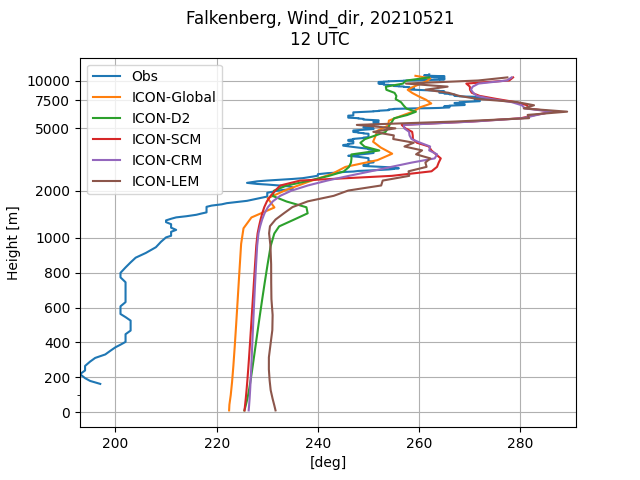 Falkenberg, Wind_dir, 20210521
12 UTC
Obs
ICON-Global
ICON-D2
ICON-SCM
ICON-CRM
ICON-LEM
10000
7500
5000
2000
1000
800
600
400
200
0
Height [m]
200
220
240
260
280
[deg]